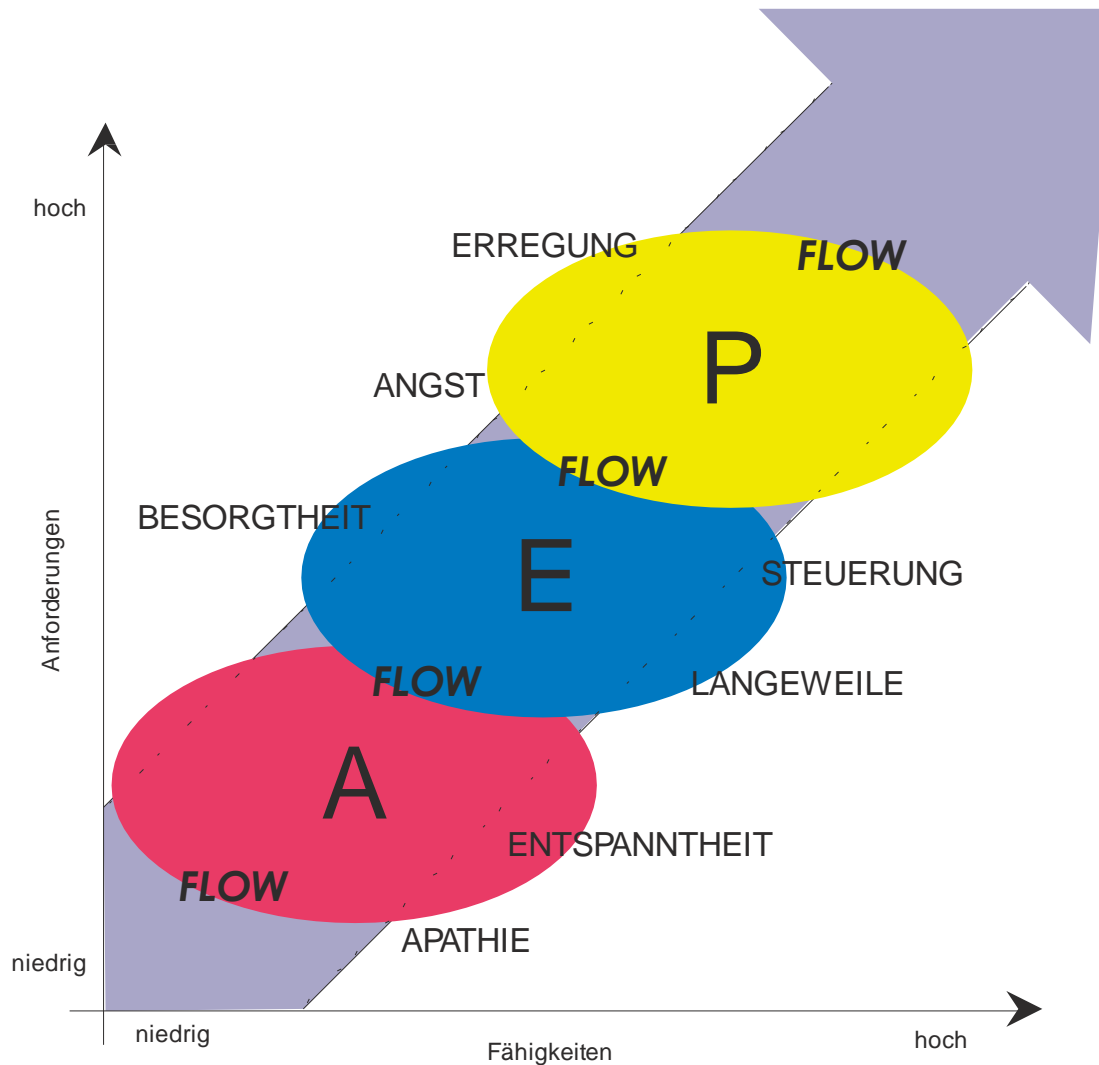 hoch
ERREGUNG
FLOW
P
ANGST
FLOW
BESORGTHEIT
E
STEUERUNG
Anforderungen
FLOW
LANGEWEILE
A
ENTSPANNTHEIT
FLOW
APATHIE
niedrig
niedrig
hoch
Fähigkeiten